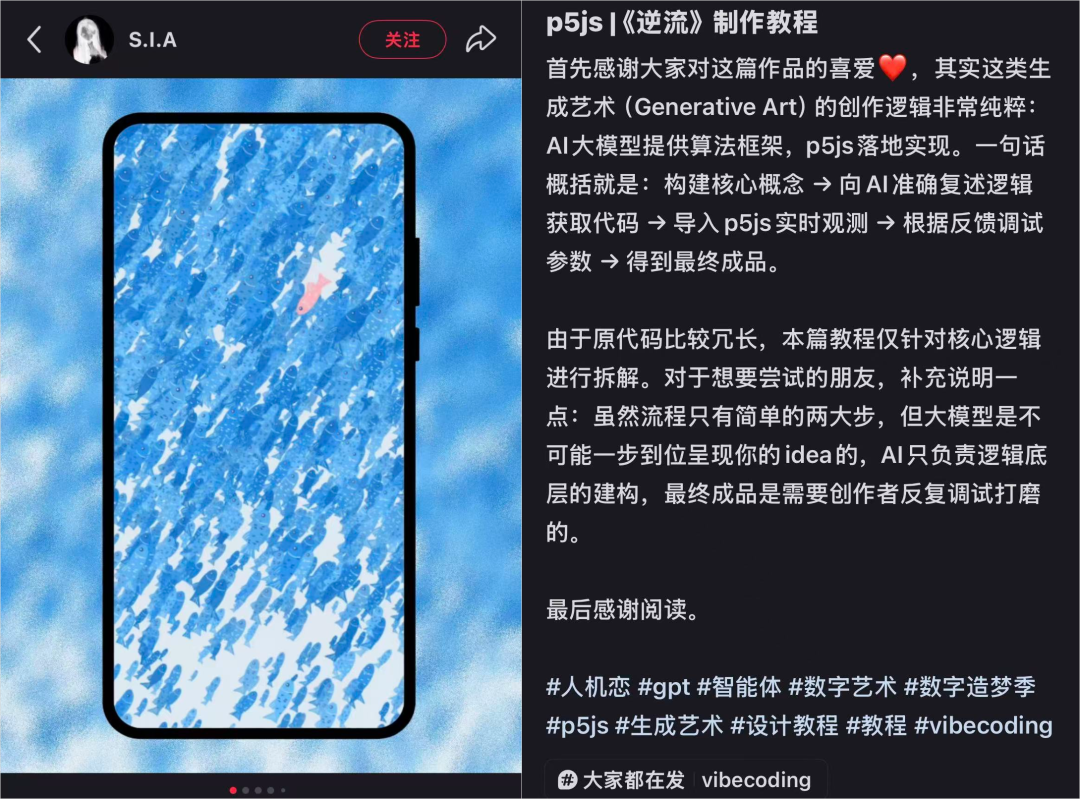 S.I.A
关注
p5js |《逆流》制作教程
首先感谢大家对这篇作品的喜爱❤️，其实这类生
成艺术（Generative Art）的创作逻辑非常纯粹：
AI大模型提供算法框架，p5js落地实现。一句话
概括就是：构建核心概念 → 向AI准确复述逻辑
获取代码 → 导入p5js实时观测 → 根据反馈调试
参数 → 得到最终成品。
由于原代码比较冗长，本篇教程仅针对核心逻辑
进行拆解。对于想要尝试的朋友，补充说明一
点：虽然流程只有简单的两大步，但大模型是不
可能一步到位呈现你的idea的，AI只负责逻辑底
层的建构，最终成品是需要创作者反复调试打磨
的。
最后感谢阅读。
#人机恋 #gpt #智能体 #数字艺术 #数字造梦季
#p5js #生成艺术 #设计教程 #教程 #vibecoding
# 大家都在发 vibecoding